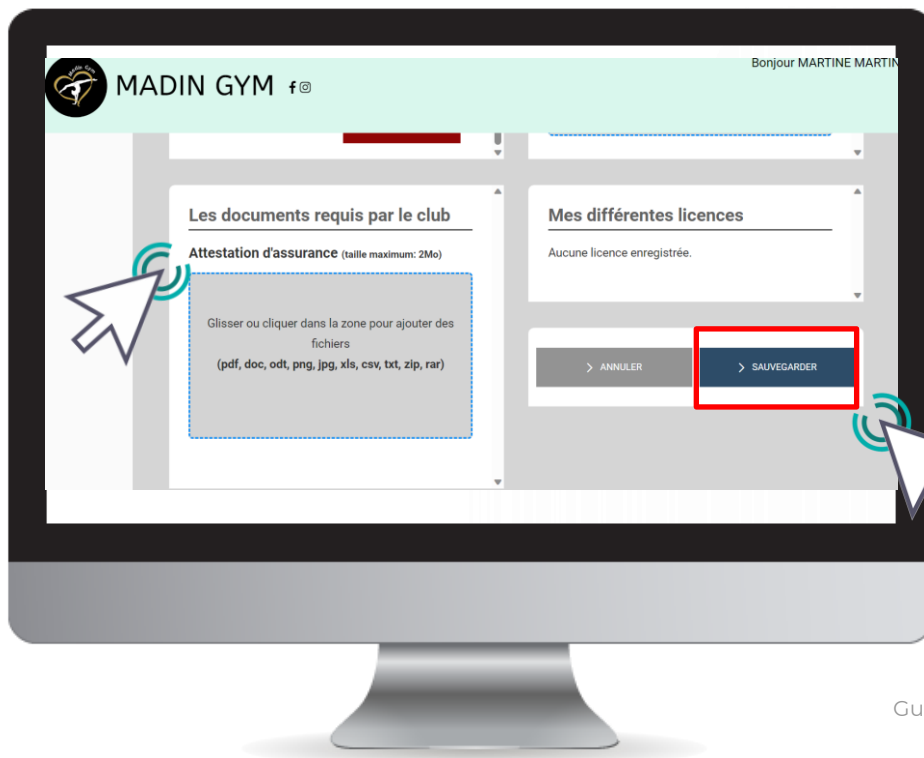 Bonjour MARTINE MARTIN
MADIN GYM
Les documents requis par le club
Attestation d'assurance (taille maximum: 2Mo)
Glisser ou cliquer dans la zone pour ajouter des
fichiers
(pdf, doc, odt, png, jpg, xls, csv, txt, zip, rar)
Mes différentes licences
Aucune licence enregistrée.
ANNULER
SAUVEGARDER
Gu